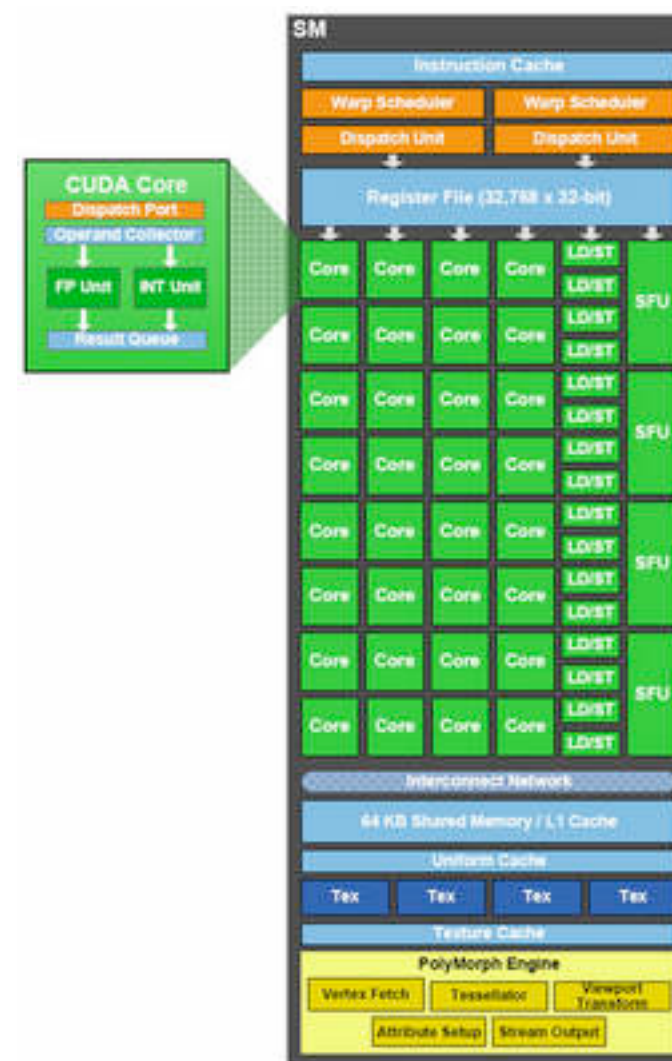 SM
Instruction Cache
Warp Scheduler Warp Scheduler
Dispatch Unit Dispatch Unit
Register File (32,768 x 32-bit)
CUDA Core
Dispatch Port
Operand Collector
FP Unit INT Unit
Result Queue
Core Core Core Core LD/ST
LD/ST
SFU
Core Core Core Core LD/ST
LD/ST
Core Core Core Core LD/ST
LD/ST
SFU
Core Core Core Core LD/ST
LD/ST
Core Core Core Core LD/ST
LD/ST
SFU
Core Core Core Core LD/ST
LD/ST
Core Core Core Core LD/ST
LD/ST
SFU
Core Core Core Core LD/ST
LD/ST
Interconnect Network
64 KB Shared Memory / L1 Cache
Uniform Cache
Tex Tex Tex Tex
Texture Cache
PolyMorph Engine
Vertex Fetch Tessellator Viewport
Transform
Attribute Setup Stream Output